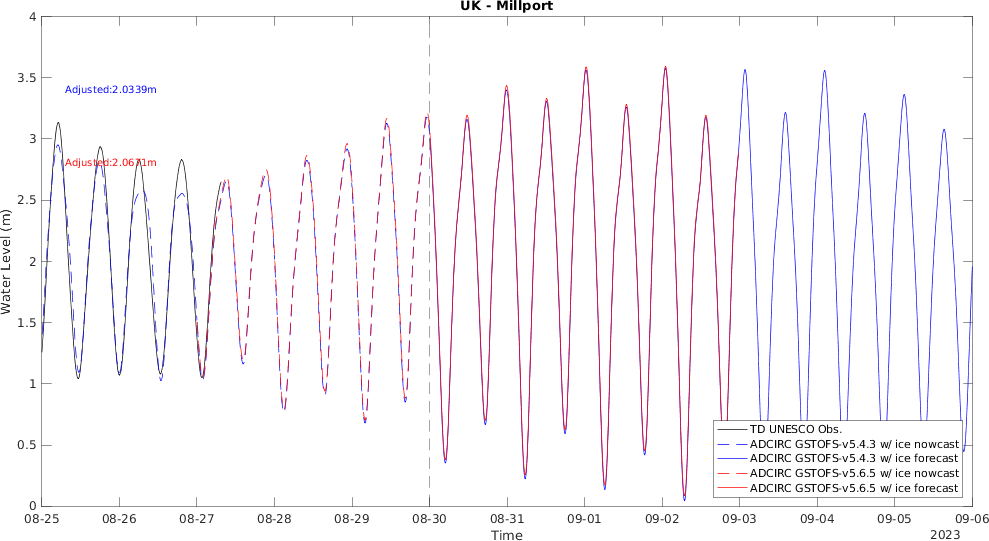 UK - Millport
4
3.5
3
2.5
2
1.5
1
0.5
0
Water Level (m)
Adjusted:2.0339m
Adjusted:2.0671m
TD UNESCO Obs.
ADCIRC GSTOFS-v5.4.3 w/ ice nowcast
ADCIRC GSTOFS-v5.4.3 w/ ice forecast
ADCIRC GSTOFS-v5.6.5 w/ ice nowcast
ADCIRC GSTOFS-v5.6.5 w/ ice forecast
08-25 08-26 08-27 08-28 08-29 08-30 08-31 09-01 09-02 09-03 09-04 09-05 09-06
Time
2023